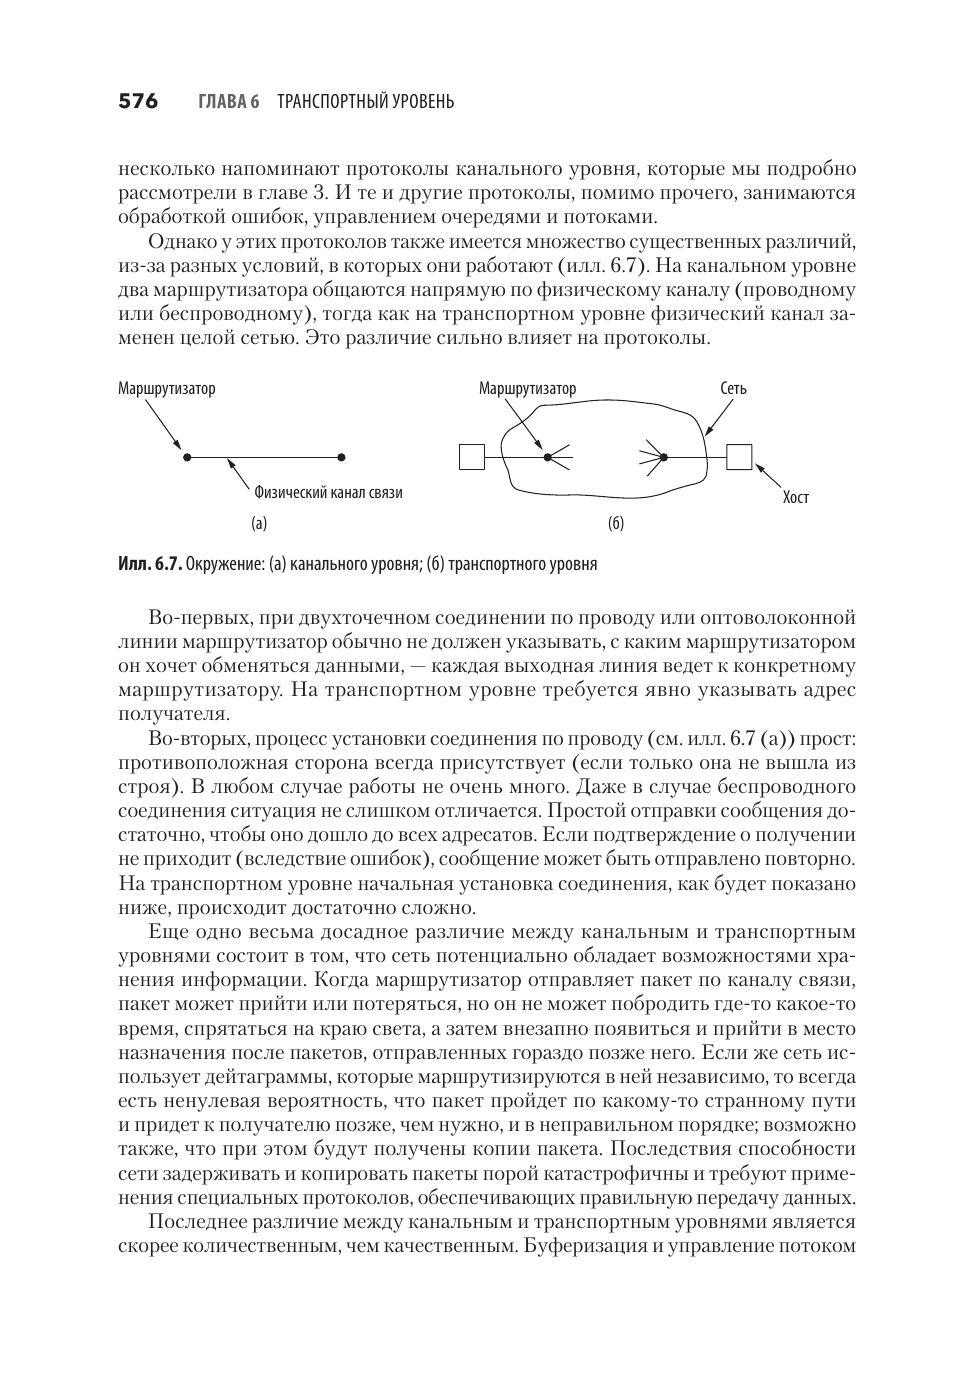 576 ГЛАВА 6 ТРАНСПОРТНЫЙ УРОВЕНЬ
несколько напоминают протоколы канального уровня, которые мы подробно
рассмотрели в главе 3. И те и другие протоколы, помимо прочего, занимаются
обработкой ошибок, управлением очередями и потоками.
Однако у этих протоколов также имеется множество существенных различий,
из-за разных условий, в которых они работают (илл. 6.7). На канальном уровне
два маршрутизатора общаются напрямую по физическому каналу (проводному
или беспроводному), тогда как на транспортном уровне физический канал за-
менен целой сетью. Это различие сильно влияет на протоколы.
Маршрутизатор Маршрутизатор Сеть
Физический канал связи Хост
(а) (б)
Илл. 6.7. Окружение: (а) канального уровня; (б) транспортного уровня
Во-первых, при двухточечном соединении по проводу или оптоволоконной
линии маршрутизатор обычно не должен указывать, с каким маршрутизатором
он хочет обменяться данными, — каждая выходная линия ведет к конкретному
маршрутизатору. На транспортном уровне требуется явно указывать адрес
получателя.
Во-вторых, процесс установки соединения по проводу (см. илл. 6.7 (а)) прост:
противоположная сторона всегда присутствует (если только она не вышла из
строя). В любом случае работы не очень много. Даже в случае беспроводного
соединения ситуация не слишком отличается. Простой отправки сообщения до-
статочно, чтобы оно дошло до всех адресатов. Если подтверждение о получении
не приходит (вследствие ошибок), сообщение может быть отправлено повторно.
На транспортном уровне начальная установка соединения, как будет показано
ниже, происходит достаточно сложно.
Еще одно весьма досадное различие между канальным и транспортным
уровнями состоит в том, что сеть потенциально обладает возможностями хра-
нения информации. Когда маршрутизатор отправляет пакет по каналу связи,
пакет может прийти или потеряться, но он не может побродить где-то какое-то
время, спрятаться на краю света, а затем внезапно появиться и прийти в место
назначения после пакетов, отправленных гораздо позже него. Если же сеть ис-
пользует дейтаграммы, которые маршрутизируются в ней независимо, то всегда
есть ненулевая вероятность, что пакет пройдет по какому-то странному пути
и придет к получателю позже, чем нужно, и в неправильном порядке; возможно
также, что при этом будут получены копии пакета. Последствия способности
сети задерживать и копировать пакеты порой катастрофичны и требуют приме-
нения специальных протоколов, обеспечивающих правильную передачу данных.
Последнее различие между канальным и транспортным уровнями является
скорее количественным, чем качественным. Буферизация и управление потоком